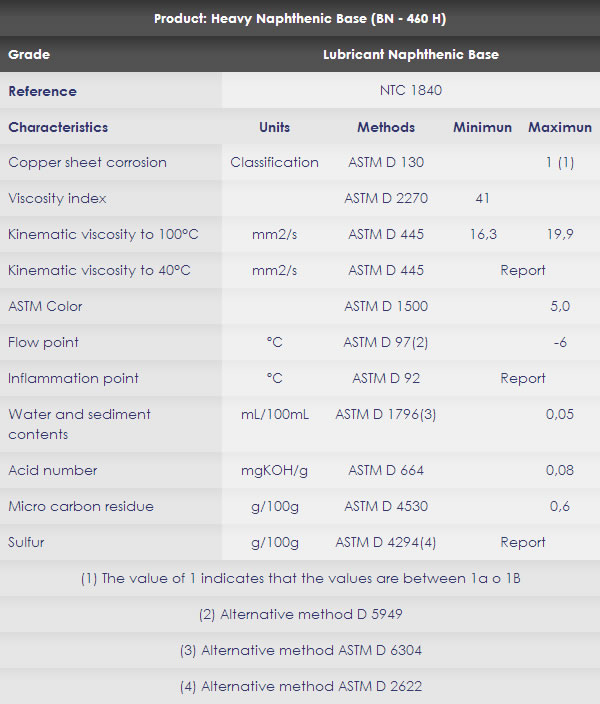 Product: Heavy Naphthenic Base (BN - 460 H)
Grade Lubricant Naphthenic Base
Reference NTC 1840
Characteristics Units Methods Minimun Maximun
Copper sheet corrosion Classification ASTM D 130 1 (1)
Viscosity index ASTM D 2270 41
Kinematic viscosity to 100°C mm2/s ASTM D 445 16,3 19,9
Kinematic viscosity to 40°C mm2/s ASTM D 445 Report
ASTM Color ASTM D 1500 5,0
Flow point °C ASTM D 97(2) -6
Inflammation point °C ASTM D 92 Report
Water and sediment mL/100mL ASTM D 1796(3) 0,05
contents
Acid number mgKOH/g ASTM D 664 0,08
Micro carbon residue g/100g ASTM D 4530 0,6
Sulfur g/100g ASTM D 4294(4) Report
(1) The value of 1 indicates that the values are between 1a o 1B
(2) Alternative method D 5949
(3) Alternative method ASTM D 6304
(4) Alternative method ASTM D 2622